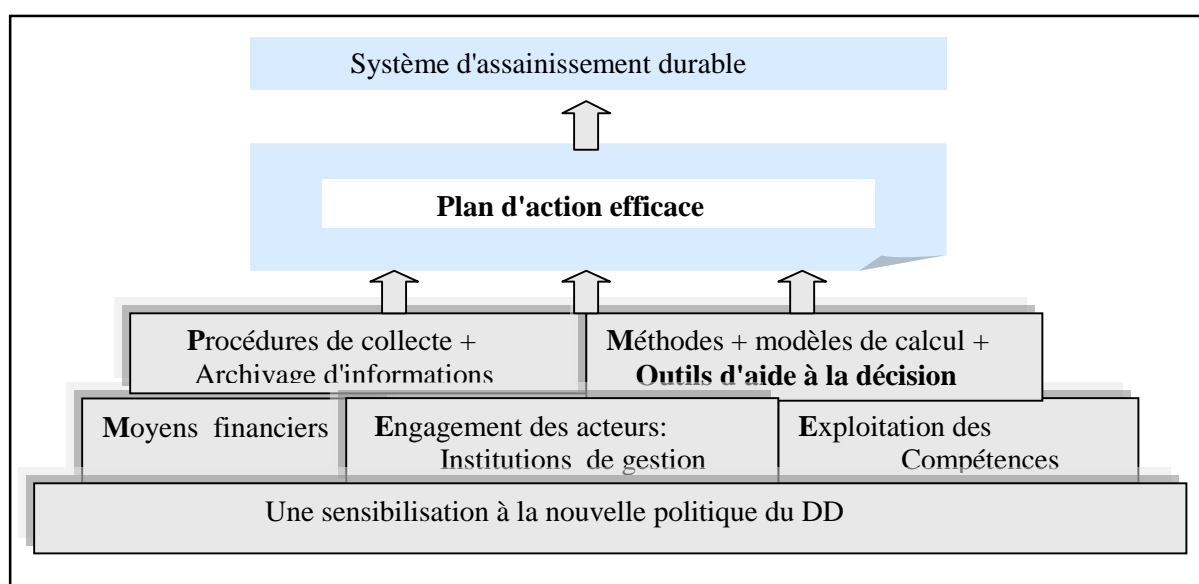 Système d'assainissement durable
Plan d'action efficace
Procédures de collecte +
Archivage d'informations
Méthodes + modèles de calcul +
Outils d'aide à la décision
Moyens financiers
Engagement des acteurs:
Institutions de gestion
Exploitation des
Compétences
Une sensibilisation à la nouvelle politique du DD